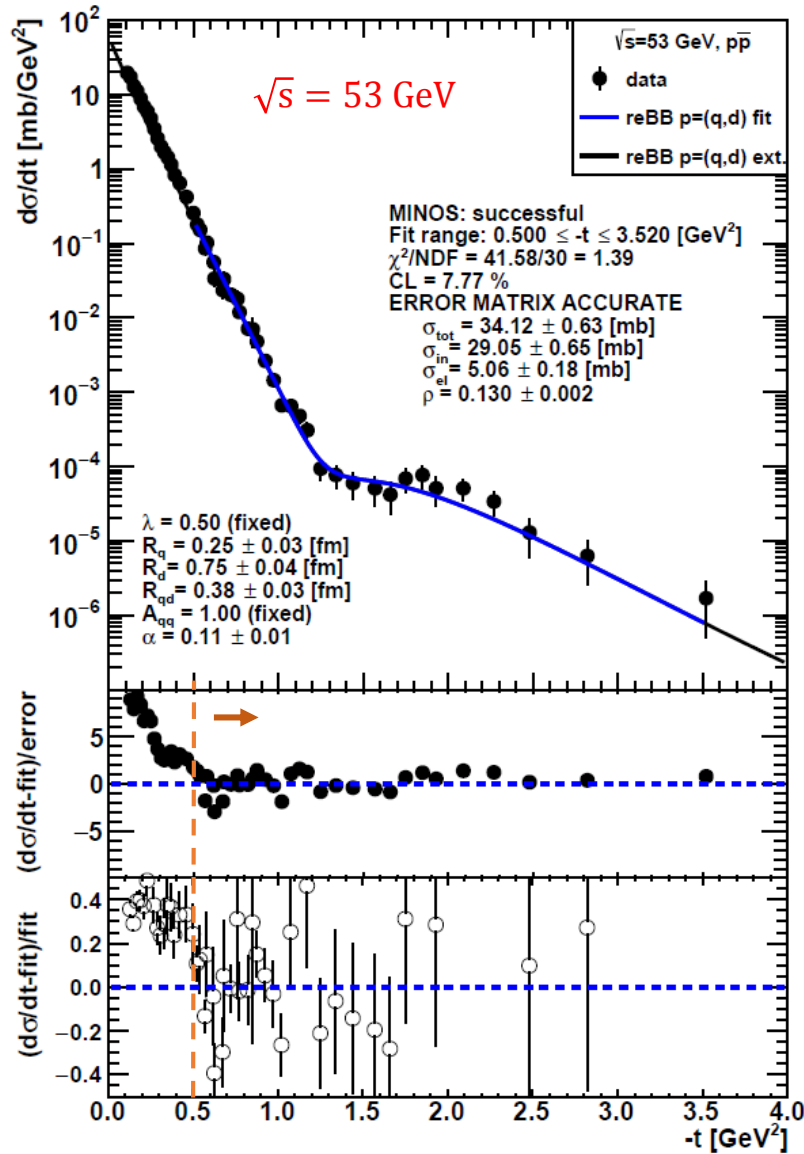 √s=53 GeV, pp̅
data
reBB p=(q,d) fit
reBB p=(q,d) ext.
√s = 53 GeV
MINOS: successful
Fit range: 0.500 ≤ -t ≤ 3.520 [GeV²]
χ²/NDF = 41.58/30 = 1.39
CL = 7.77 %
ERROR MATRIX ACCURATE
σtot = 34.12 ± 0.63 [mb]
σin = 29.05 ± 0.65 [mb]
σel = 5.06 ± 0.18 [mb]
ρ = 0.130 ± 0.002
λ = 0.50 (fixed)
Rq = 0.25 ± 0.03 [fm]
Rd = 0.75 ± 0.04 [fm]
Rqd = 0.38 ± 0.03 [fm]
Aqq = 1.00 (fixed)
α = 0.11 ± 0.01
dσ/dt [mb/GeV²]
10²
10
1
10⁻¹
10⁻²
10⁻³
10⁻⁴
10⁻⁵
10⁻⁶
(dσ/dt-fit)/error
5
0
−5
(dσ/dt-fit)/fit
0.4
0.2
0.0
−0.2
−0.4
0.0 0.5 1.0 1.5 2.0 2.5 3.0 3.5 4.0
-t [GeV²]